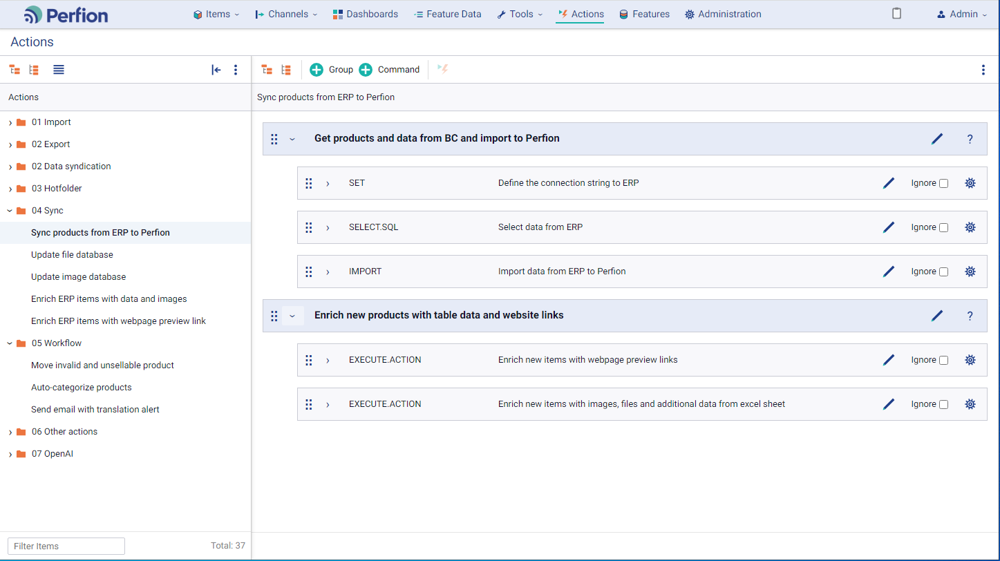 Perfion Items Channels Dashboards Feature Data Tools Actions Features Administration Admin
Actions
Group Command
Actions
Sync products from ERP to Perfion
01 Import
02 Export
02 Data syndication
03 Hotfolder
04 Sync
Sync products from ERP to Perfion
Update file database
Update image database
Enrich ERP items with data and images
Enrich ERP items with webpage preview link
05 Workflow
Move invalid and unsellable product
Auto-categorize products
Send email with translation alert
06 Other actions
07 OpenAI
Filter Items Total: 37
Get products and data from BC and import to Perfion ?
SET Define the connection string to ERP Ignore
SELECT.SQL Select data from ERP Ignore
IMPORT Import data from ERP to Perfion Ignore
Enrich new products with table data and website links ?
EXECUTE.ACTION Enrich new items with webpage preview links Ignore
EXECUTE.ACTION Enrich new items with images, files and additional data from excel sheet Ignore